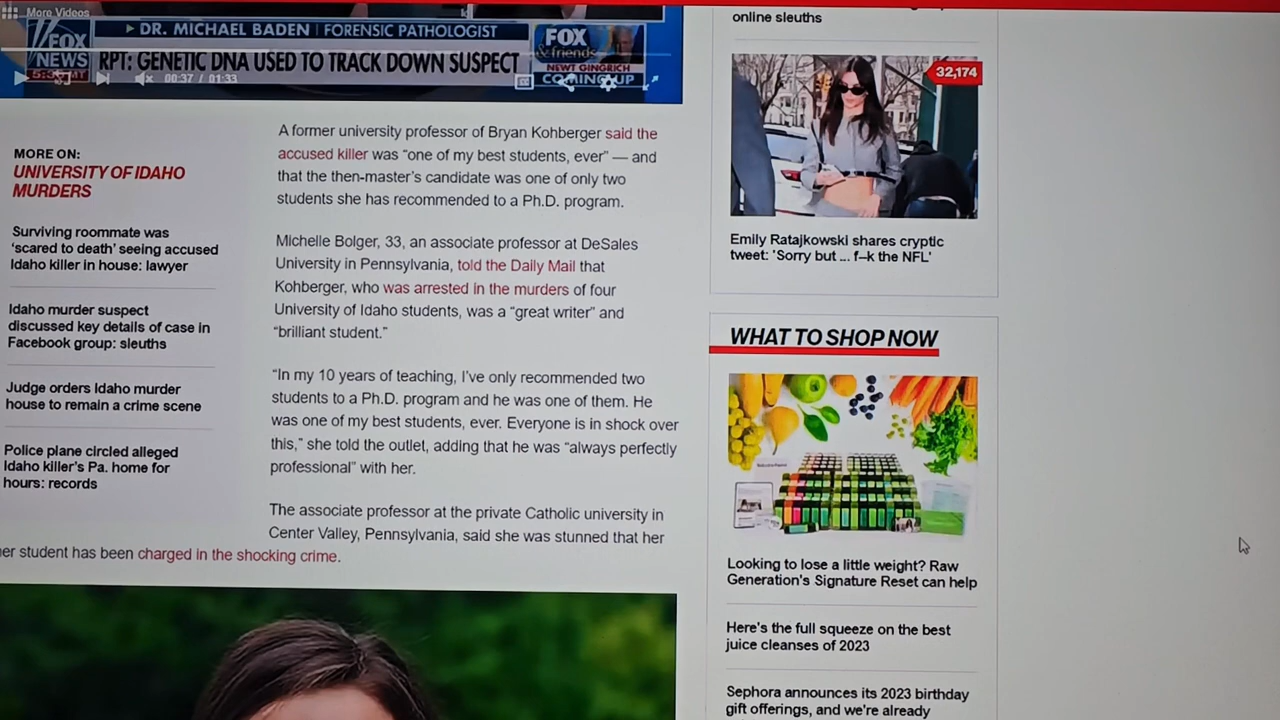 More Videos
DR. MICHAEL BADEN | FORENSIC PATHOLOGIST
FOX
NEWS
RPT: GENETIC DNA USED TO TRACK DOWN SUSPECT
FOX
& friends
NEWT GINGRICH
COMING UP
00:37 / 01:33
MORE ON:
UNIVERSITY OF IDAHO
MURDERS
Surviving roommate was
‘scared to death’ seeing accused
Idaho killer in house: lawyer
Idaho murder suspect
discussed key details of case in
Facebook group: sleuths
Judge orders Idaho murder
house to remain a crime scene
Police plane circled alleged
Idaho killer’s Pa. home for
hours: records
A former university professor of Bryan Kohberger said the
accused killer was “one of my best students, ever” — and
that the then-master’s candidate was one of only two
students she has recommended to a Ph.D. program.
Michelle Bolger, 33, an associate professor at DeSales
University in Pennsylvania, told the Daily Mail that
Kohberger, who was arrested in the murders of four
University of Idaho students, was a “great writer” and
“brilliant student.”
“In my 10 years of teaching, I’ve only recommended two
students to a Ph.D. program and he was one of them. He
was one of my best students, ever. Everyone is in shock over
this,” she told the outlet, adding that he was “always perfectly
professional” with her.
The associate professor at the private Catholic university in
Center Valley, Pennsylvania, said she was stunned that her
er student has been charged in the shocking crime.
online sleuths
32,174
Emily Ratajkowski shares cryptic
tweet: 'Sorry but ... f–k the NFL'
WHAT TO SHOP NOW
Looking to lose a little weight? Raw
Generation's Signature Reset can help
Here's the full squeeze on the best
juice cleanses of 2023
Sephora announces its 2023 birthday
gift offerings, and we're already